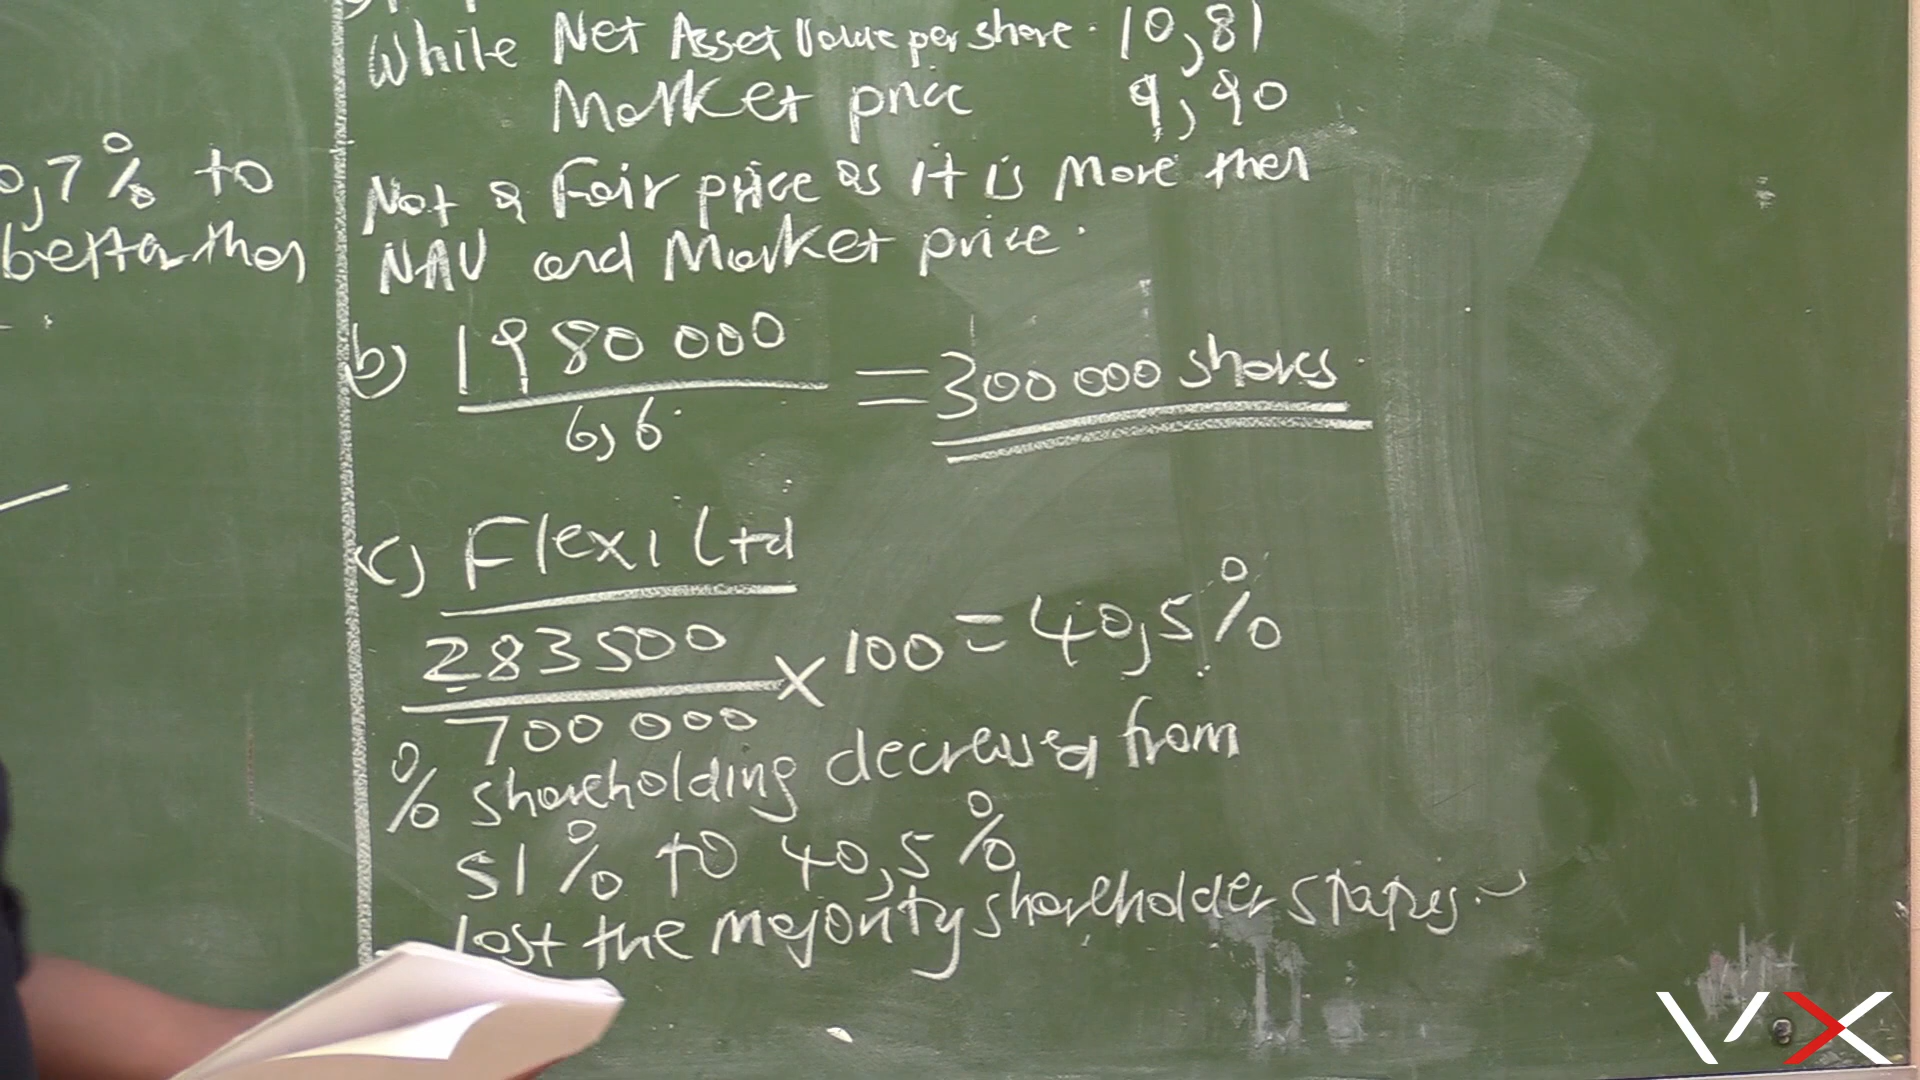 0,7% to
better than
While Net Asset Value per share. 10,81
Market price 9,90
Not a Fair price as it is More than
NAV and Market price.
b) 1980 000
6,6
= 300 000 shares
c) Flexi Ltd
283500
700 000
× 100 = 40,5%
% shareholding decreased from
51% to 40,5%
lost the majority shareholder status.
VX